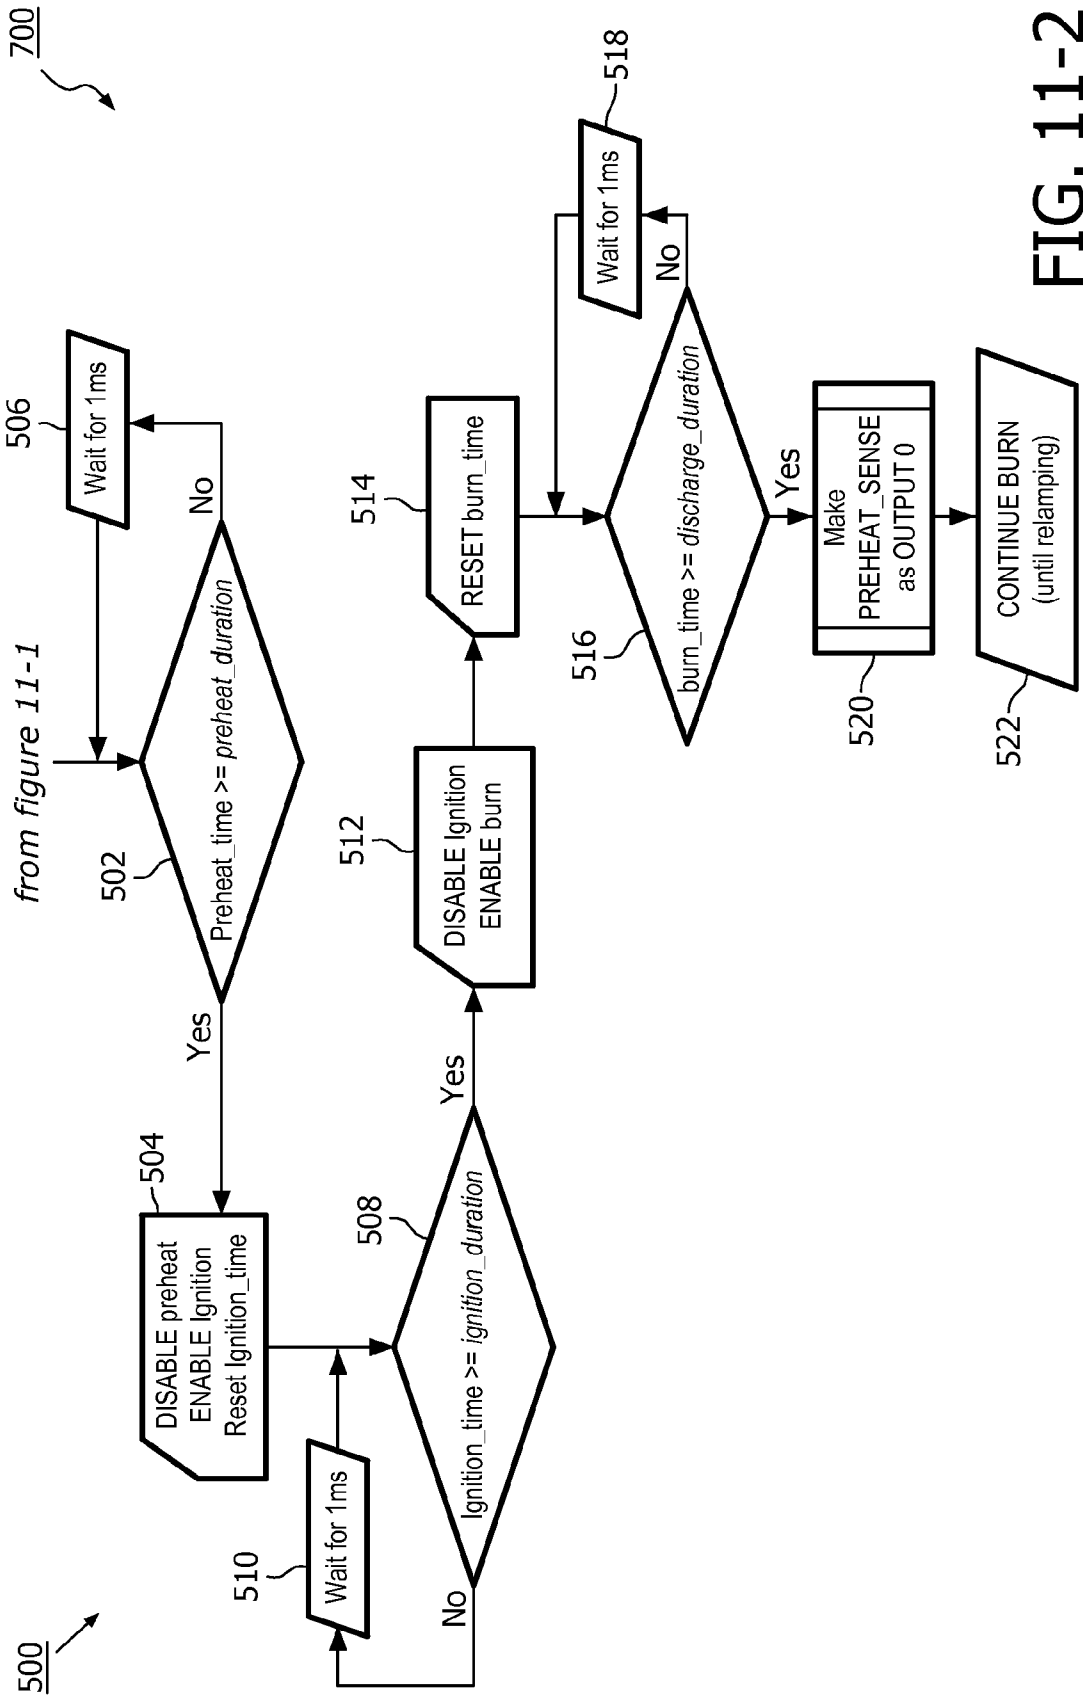 500
700
from figure 11-1
502
Preheat_time >= preheat_duration
No
506
Wait for 1ms
Yes
504
DISABLE preheat
ENABLE Ignition
Reset Ignition_time
510
Wait for 1ms
No
508
Ignition_time >= ignition_duration
Yes
512
DISABLE Ignition
ENABLE burn
514
RESET burn_time
516
burn_time >= discharge_duration
No
518
Wait for 1ms
Yes
520
Make
PREHEAT_SENSE
as OUTPUT 0
522
CONTINUE BURN
(until relamping)
FIG. 11-2